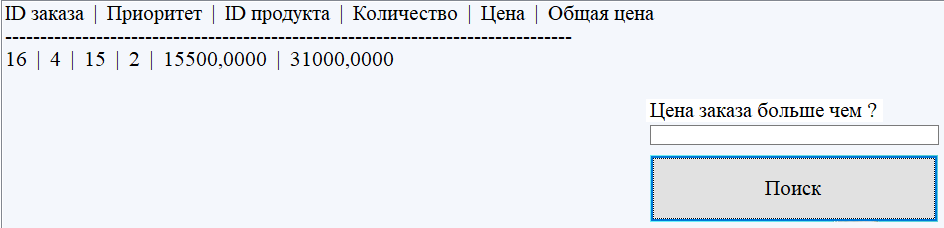 ID заказа | Приоритет | ID продукта | Количество | Цена | Общая цена
---------------------------------------------------------------------------------
16 | 4 | 15 | 2 | 15500,0000 | 31000,0000
Цена заказа больше чем ?
Поиск